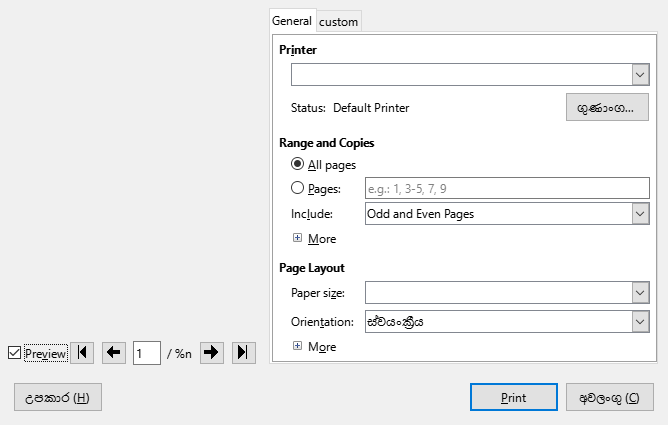 General custom
Printer
Status: Default Printer ගුණාංග...
Range and Copies
All pages
Pages: e.g.: 1, 3-5, 7, 9
Include: Odd and Even Pages
More
Page Layout
Paper size:
Orientation: ස්වයංක්‍රීය
More
Preview 1 / %n
උපකාර (H) Print අවලංගු (C)